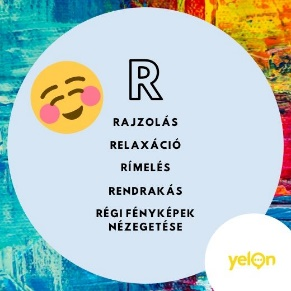 R
RAJZOLÁS
RELAXÁCIÓ
RÍMELÉS
RENDRAKÁS
RÉGI FÉNYKÉPEK
NÉZEGETÉSE
yelon